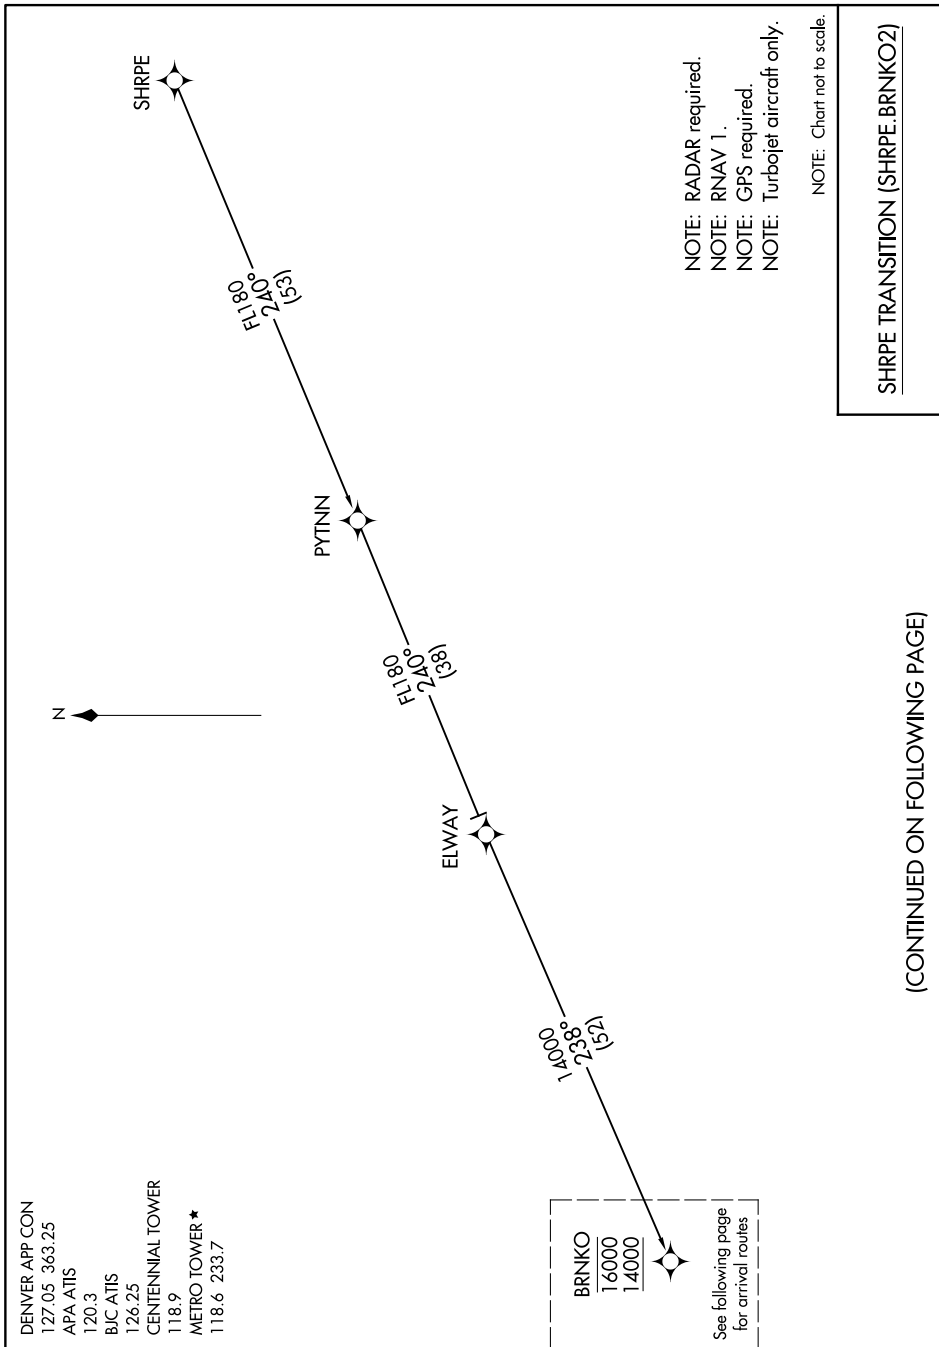 DENVER APP CON
127.05 363.25
APA ATIS
120.3
BJC ATIS
126.25
CENTENNIAL TOWER
118.9
METRO TOWER ★
118.6 233.7
N
SHRPE
FL180
240°
(53)
PYTNN
FL180
240°
(38)
ELWAY
14000
238°
(52)
BRNKO
16000
14000
See following page
for arrival routes
NOTE: RADAR required.
NOTE: RNAV 1.
NOTE: GPS required.
NOTE: Turbojet aircraft only.
NOTE: Chart not to scale.
SHRPE TRANSITION (SHRPE.BRNKO2)
(CONTINUED ON FOLLOWING PAGE)